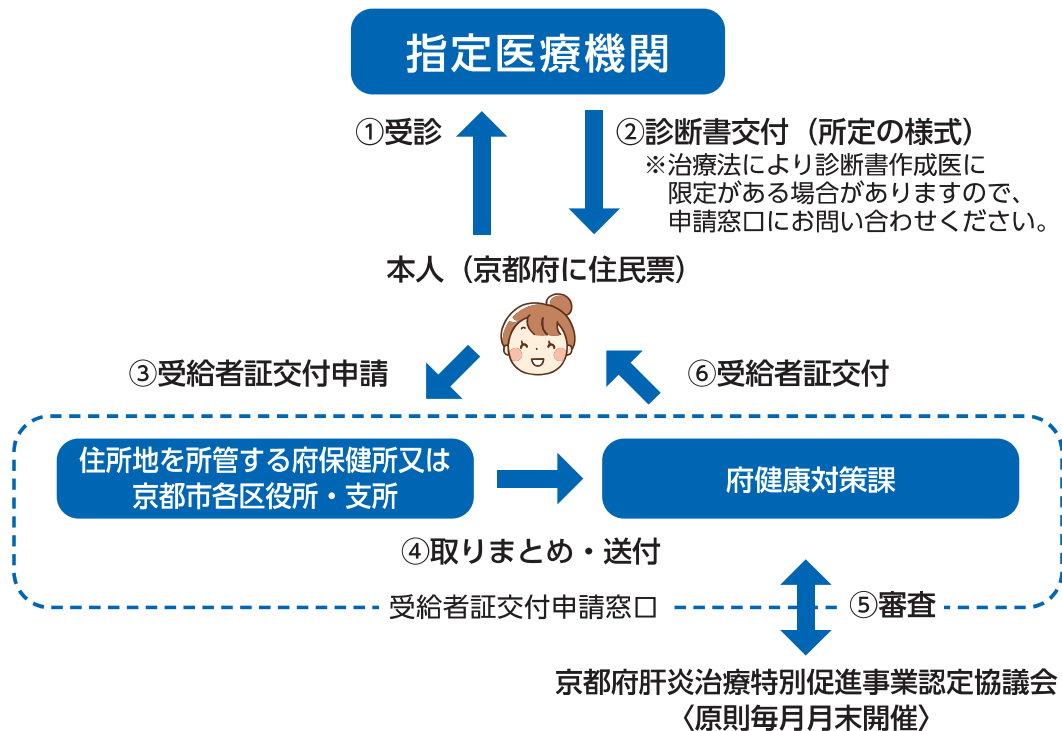 指定医療機関
①受診
②診断書交付（所定の様式）
※治療法により診断書作成医に
限定がある場合がありますので、
申請窓口にお問い合わせください。
本人（京都府に住民票）
③受給者証交付申請
⑥受給者証交付
住所地を所管する府保健所又は
京都市各区役所・支所
府健康対策課
④取りまとめ・送付
受給者証交付申請窓口
⑤審査
京都府肝炎治療特別促進事業認定協議会
〈原則毎月月末開催〉